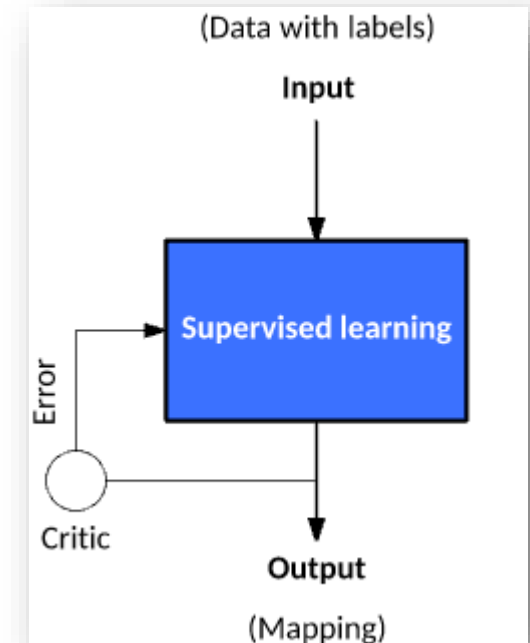 (Data with labels)
Input
Supervised learning
Error
Critic
Output
(Mapping)